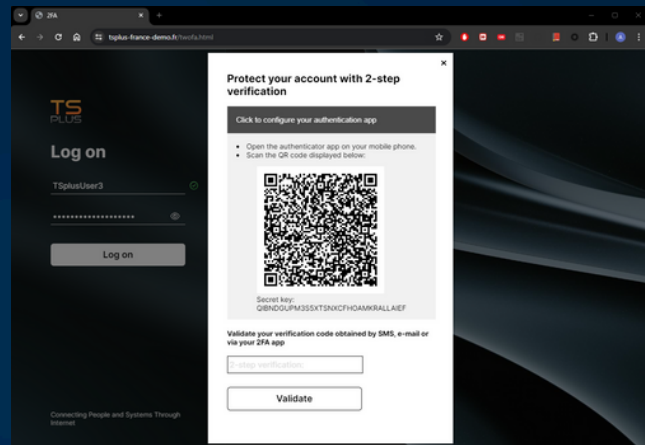 2FA
tsplus-france-demo.fr/twofa.html
TS
PLUS
Log on
TSplusUser3
Log on
Connecting People and Systems Through
Internet
Protect your account with 2-step
verification
Click to configure your authentication app
Open the authenticator app on your mobile phone.
Scan the QR code displayed below:
Secret key:
QIBNDGUPM3S5XTSNXCFHOAMKRALLAIEF
Validate your verification code obtained by SMS, e-mail or
via your 2FA app
2-step verification:
Validate